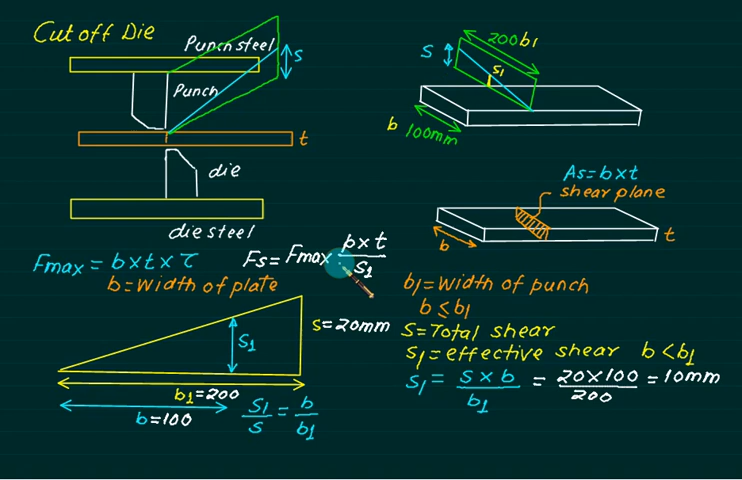 Cut off Die
Punch steel
S
Punch
t
die
die steel
200 b1
S
S1
b 100mm
As = b × t
shear plane
b
t
Fmax = b × t × τ
Fs = Fmax · p × t / S1
b = Width of plate
S1
s = 20mm
b1 = 200
b = 100
S1/S = b/b1
b1 = Width of punch
b ≤ b1
S = Total shear
S1 = effective shear b < b1
S1 = S × b / b1 = 20 × 100 / 200 = 10mm